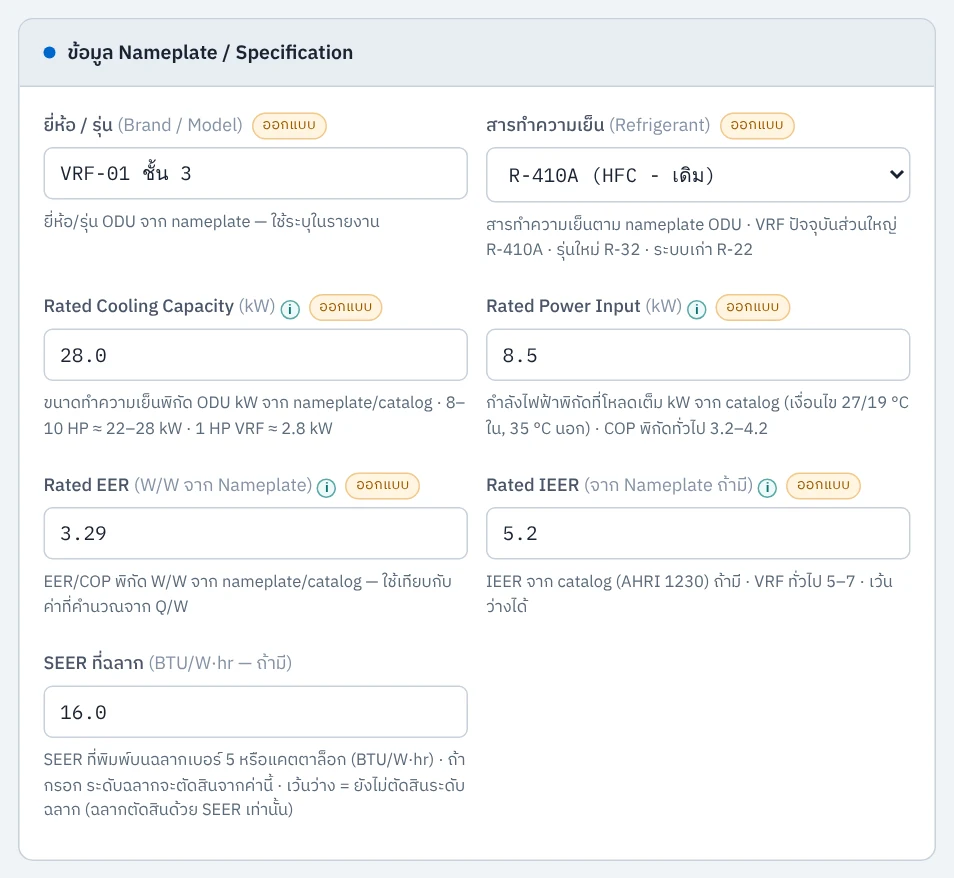 ข้อมูล Nameplate / Specification
ยี่ห้อ / รุ่น (Brand / Model) ออกแบบ
VRF-01 ชั้น 3
ยี่ห้อ/รุ่น ODU จาก nameplate — ใช้ระบุในรายงาน
สารทำความเย็น (Refrigerant) ออกแบบ
R-410A (HFC - เดิม)
สารทำความเย็นตาม nameplate ODU · VRF ปัจจุบันส่วนใหญ่
R-410A · รุ่นใหม่ R-32 · ระบบเก่า R-22
Rated Cooling Capacity (kW) i ออกแบบ
28.0
ขนาดทำความเย็นพิกัด ODU kW จาก nameplate/catalog · 8–
10 HP ≈ 22–28 kW · 1 HP VRF ≈ 2.8 kW
Rated Power Input (kW) i ออกแบบ
8.5
กำลังไฟฟ้าพิกัดที่โหลดเต็ม kW จาก catalog (เงื่อนไข 27/19 °C
ใน, 35 °C นอก) · COP พิกัดทั่วไป 3.2–4.2
Rated EER (W/W จาก Nameplate) i ออกแบบ
3.29
EER/COP พิกัด W/W จาก nameplate/catalog — ใช้เทียบกับ
ค่าที่คำนวณจาก Q/W
Rated IEER (จาก Nameplate ถ้ามี) i ออกแบบ
5.2
IEER จาก catalog (AHRI 1230) ถ้ามี · VRF ทั่วไป 5–7 · เว้น
ว่างได้
SEER ที่ฉลาก (BTU/W·hr — ถ้ามี)
16.0
SEER ที่พิมพ์บนฉลากเบอร์ 5 หรือแคตตาล็อก (BTU/W·hr) · ถ้า
กรอก ระดับฉลากจะตัดสินจากค่านี้ · เว้นว่าง = ยังไม่ตัดสินระดับ
ฉลาก (ฉลากตัดสินด้วย SEER เท่านั้น)